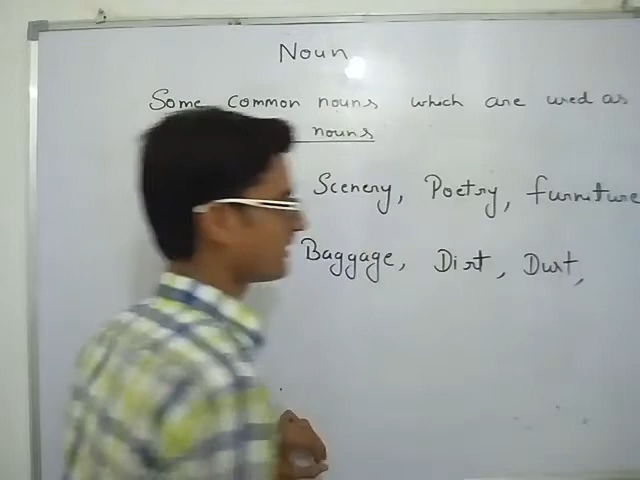 Noun
Some common nouns which are used as
nouns
Scenery, Poetry, furniture
Baggage, Dirt, Dust,